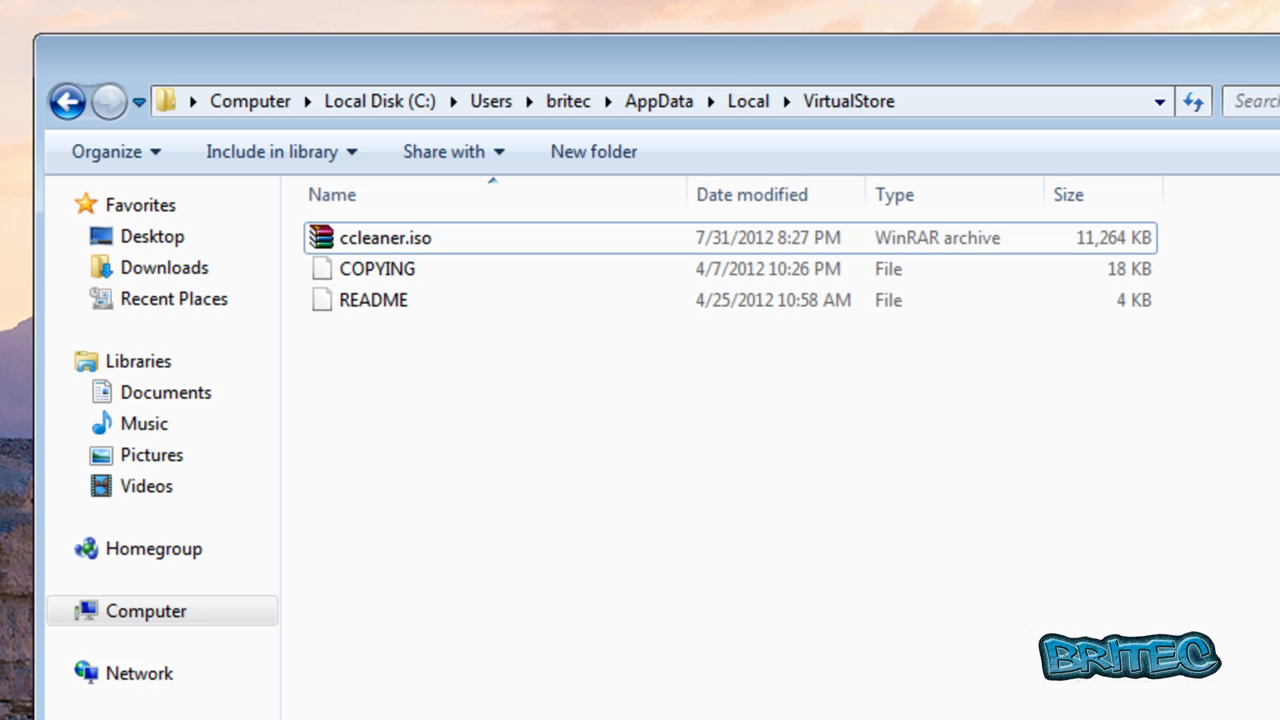 Computer Local Disk (C:) Users britec AppData Local VirtualStore
Organize Include in library Share with New folder
Name Date modified Type Size
Favorites
Desktop
Downloads
Recent Places
Libraries
Documents
Music
Pictures
Videos
Homegroup
Computer
Network
ccleaner.iso 7/31/2012 8:27 PM WinRAR archive 11,264 KB
COPYING 4/7/2012 10:26 PM File 18 KB
README 4/25/2012 10:58 AM File 4 KB
BRITEC